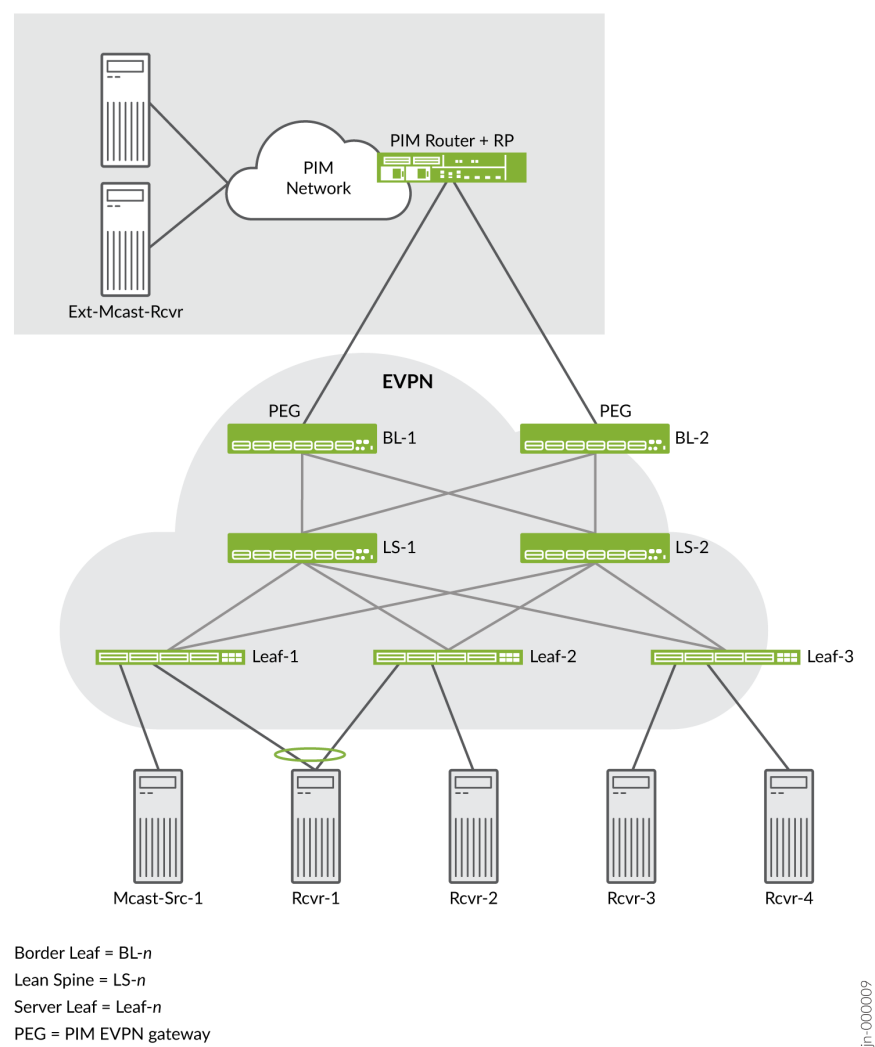 PIM Router + RP
PIM
Network
Ext-Mcast-Rcvr
EVPN
PEG
PEG
BL-1
BL-2
LS-1
LS-2
Leaf-1
Leaf-2
Leaf-3
Mcast-Src-1
Rcvr-1
Rcvr-2
Rcvr-3
Rcvr-4
Border Leaf = BL-n
Lean Spine = LS-n
Server Leaf = Leaf-n
PEG = PIM EVPN gateway
jn-000009